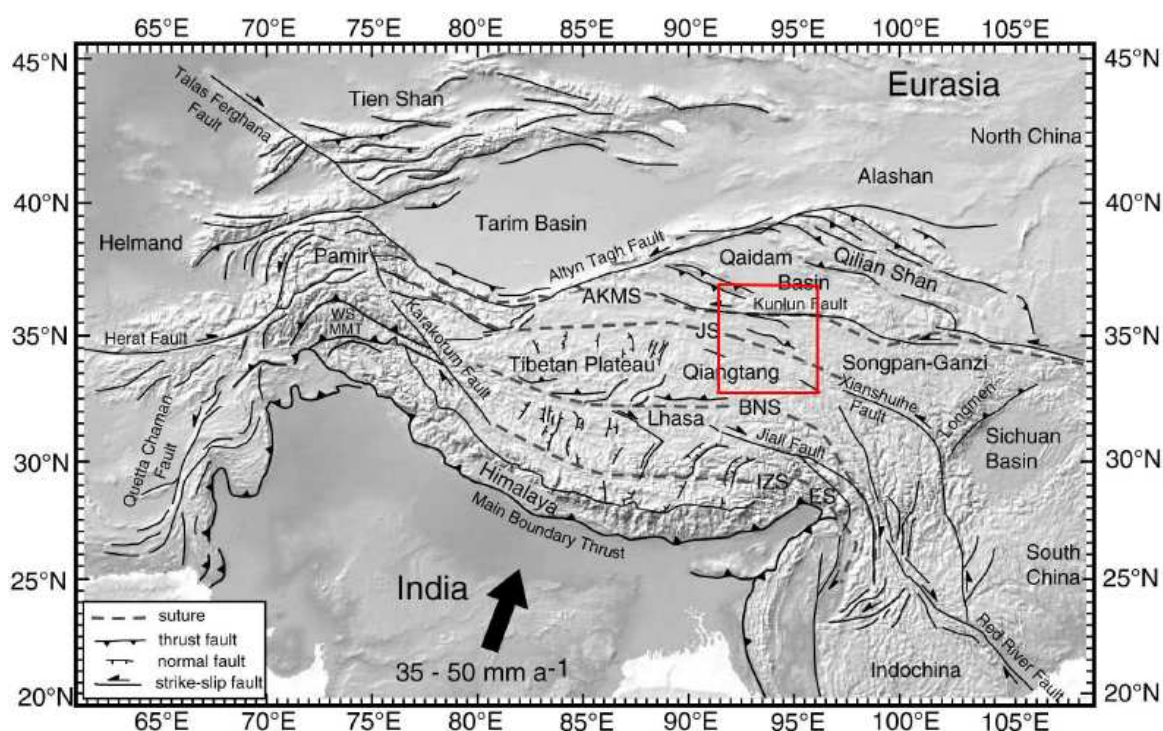 65°E 70°E 75°E 80°E 85°E 90°E 95°E 100°E 105°E
45°N 45°N
Eurasia
Talas Ferghana
Fault
Tien Shan
North China
Alashan
40°N 40°N
Tarim Basin
Helmand
Altyn Tagh Fault
Pamir
Qaidam
Basin
Qilian Shan
AKMS
Kunlun Fault
WS
MMT
Herat Fault
35°N 35°N
JS
Karakorum Fault
Tibetan Plateau
Qiangtang
Songpan-Ganzi
Xianshuihe
Fault
Longmen
BNS
Lhasa
Jiali Fault
Sichuan
Basin
Quetta Chaman
Fault
30°N 30°N
Himalaya
IZS
ES
Main Boundary Thrust
South
China
25°N 25°N
India
suture
thrust fault
normal fault
strike-slip fault
35 - 50 mm a-1
Red River Fault
Indochina
20°N 20°N
65°E 70°E 75°E 80°E 85°E 90°E 95°E 100°E 105°E